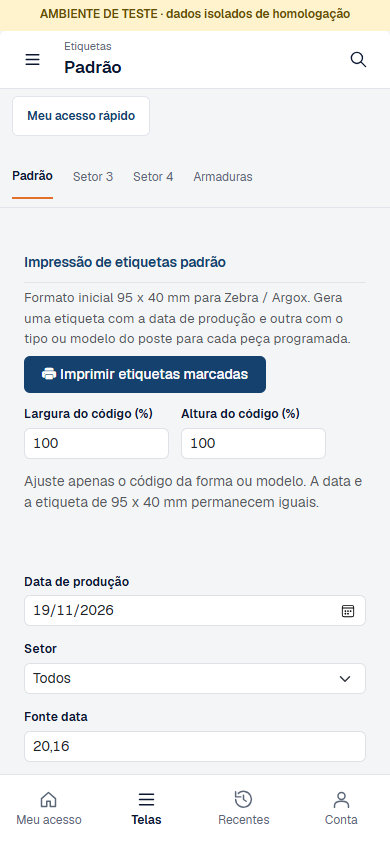 AMBIENTE DE TESTE · dados isolados de homologação
Etiquetas
Padrão
Meu acesso rápido
Padrão Setor 3 Setor 4 Armaduras
Impressão de etiquetas padrão
Formato inicial 95 x 40 mm para Zebra / Argox. Gera
uma etiqueta com a data de produção e outra com o
tipo ou modelo do poste para cada peça programada.
Imprimir etiquetas marcadas
Largura do código (%) Altura do código (%)
100 100
Ajuste apenas o código da forma ou modelo. A data e
a etiqueta de 95 x 40 mm permanecem iguais.
Data de produção
19/11/2026
Setor
Todos
Fonte data
20,16
Meu acesso Telas Recentes Conta